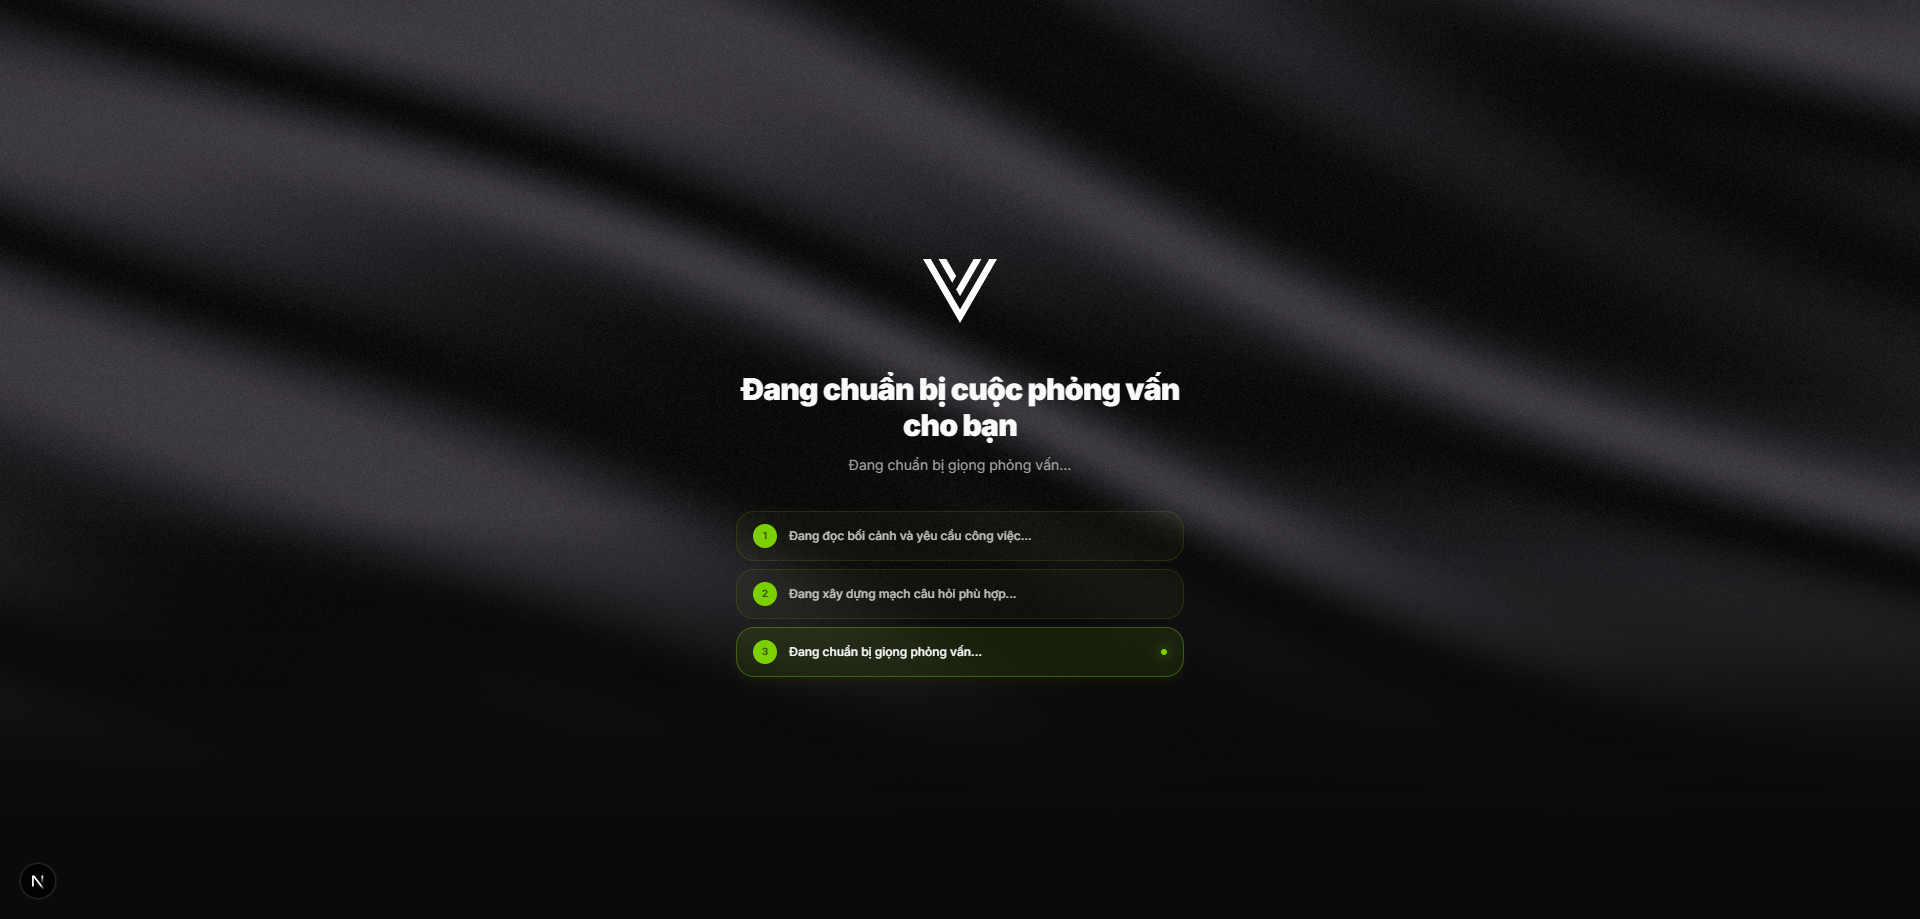 Đang chuẩn bị cuộc phỏng vấn
cho bạn
Đang chuẩn bị giọng phỏng vấn...
1 Đang đọc bối cảnh và yêu cầu công việc...
2 Đang xây dựng mạch câu hỏi phù hợp...
3 Đang chuẩn bị giọng phỏng vấn...
N